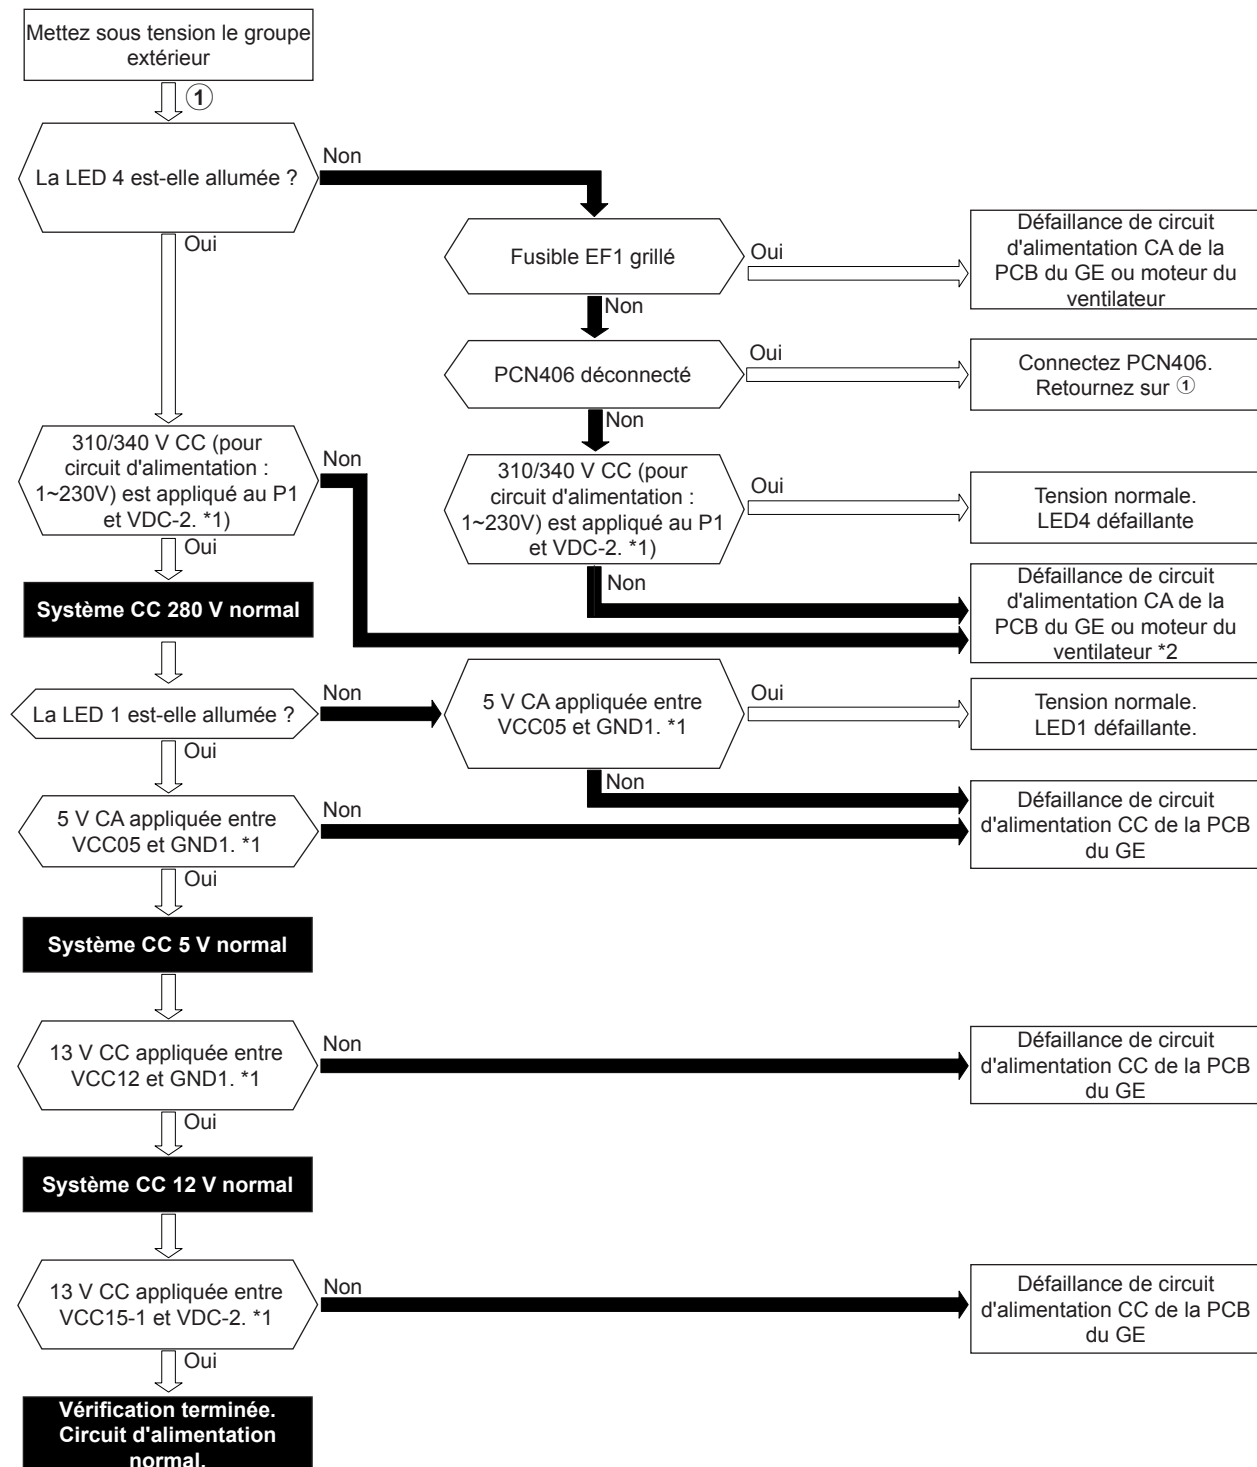 Mettez sous tension le groupe
extérieur
①
La LED 4 est-elle allumée ?
Non
Oui
Fusible EF1 grillé
Oui
Non
Défaillance de circuit
d'alimentation CA de la
PCB du GE ou moteur du
ventilateur
PCN406 déconnecté
Oui
Non
Connectez PCN406.
Retournez sur ①
310/340 V CC (pour
circuit d'alimentation :
1~230V) est appliqué au P1
et VDC-2. *1)
Non
Oui
310/340 V CC (pour
circuit d'alimentation :
1~230V) est appliqué au P1
et VDC-2. *1)
Oui
Non
Tension normale.
LED4 défaillante
Système CC 280 V normal
Défaillance de circuit
d'alimentation CA de la
PCB du GE ou moteur du
ventilateur *2
La LED 1 est-elle allumée ?
Non
Oui
5 V CA appliquée entre
VCC05 et GND1. *1
Oui
Non
Tension normale.
LED1 défaillante.
5 V CA appliquée entre
VCC05 et GND1. *1
Non
Oui
Défaillance de circuit
d'alimentation CC de la PCB
du GE
Système CC 5 V normal
13 V CC appliquée entre
VCC12 et GND1. *1
Non
Oui
Défaillance de circuit
d'alimentation CC de la PCB
du GE
Système CC 12 V normal
13 V CC appliquée entre
VCC15-1 et VDC-2. *1
Non
Oui
Défaillance de circuit
d'alimentation CC de la PCB
du GE
Vérification terminée.
Circuit d'alimentation
normal.